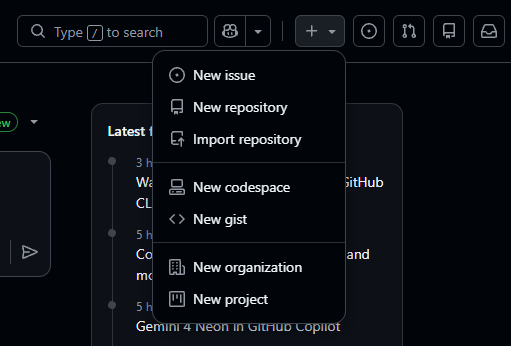 Type / to search
New issue
New repository
Import repository
New codespace
New gist
New organization
New project
Latest
3 h
GitHub
CL
5 h
Co
and
mo
5 h
Gemini 4 Neon in GitHub Copilot